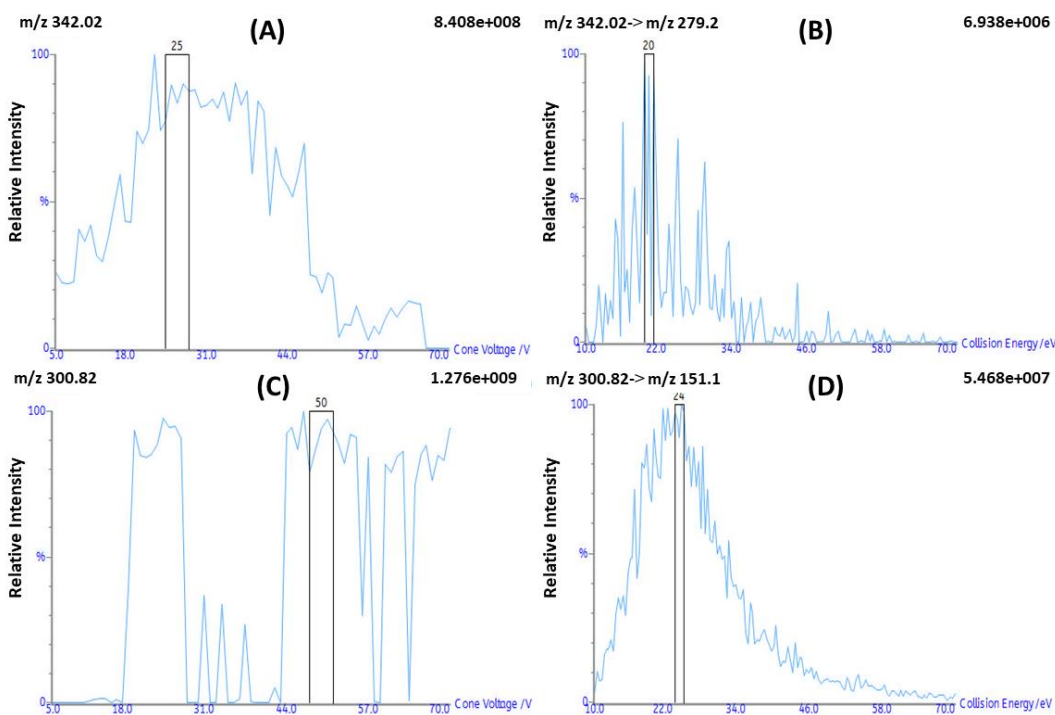 m/z 342.02 (A) 8.408e+008
25
100
%
0
Relative Intensity
5.0 18.0 31.0 44.0 57.0 70.0 Cone Voltage /V
m/z 342.02-> m/z 279.2 (B) 6.938e+006
20
100
%
0
Relative Intensity
10.0 22.0 34.0 46.0 58.0 70.0 Collision Energy/eV
m/z 300.82 (C) 1.276e+009
50
100
%
0
Relative Intensity
5.0 18.0 31.0 44.0 57.0 70.0 Cone Voltage /V
m/z 300.82-> m/z 151.1 (D) 5.468e+007
24
100
%
0
Relative Intensity
10.0 22.0 34.0 46.0 58.0 70.0 Collision Energy/eV